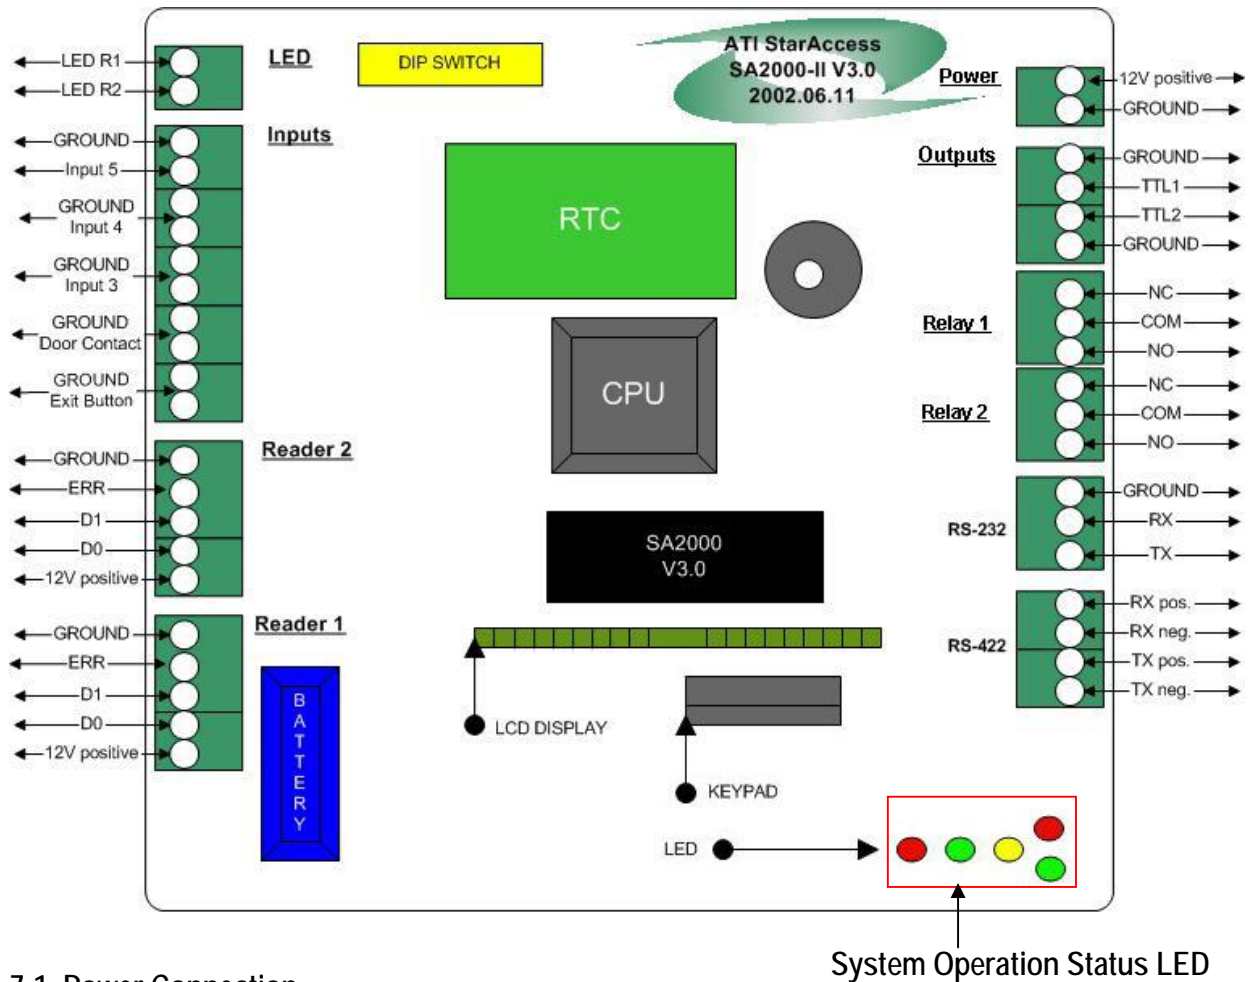 ATI StarAccess
SA2000-II V3.0
2002.06.11
DIP SWITCH
LED
LED R1
LED R2
Inputs
GROUND
Input 5
GROUND
Input 4
GROUND
Input 3
GROUND
Door Contact
GROUND
Exit Button
Reader 2
GROUND
ERR
D1
D0
12V positive
Reader 1
GROUND
ERR
D1
D0
12V positive
BATTERY
RTC
CPU
SA2000
V3.0
LCD DISPLAY
KEYPAD
LED
Power
12V positive
GROUND
Outputs
GROUND
TTL1
TTL2
GROUND
Relay 1
NC
COM
NO
Relay 2
NC
COM
NO
RS-232
GROUND
RX
TX
RS-422
RX pos.
RX neg.
TX pos.
TX neg.
System Operation Status LED
7.1 Power Connection